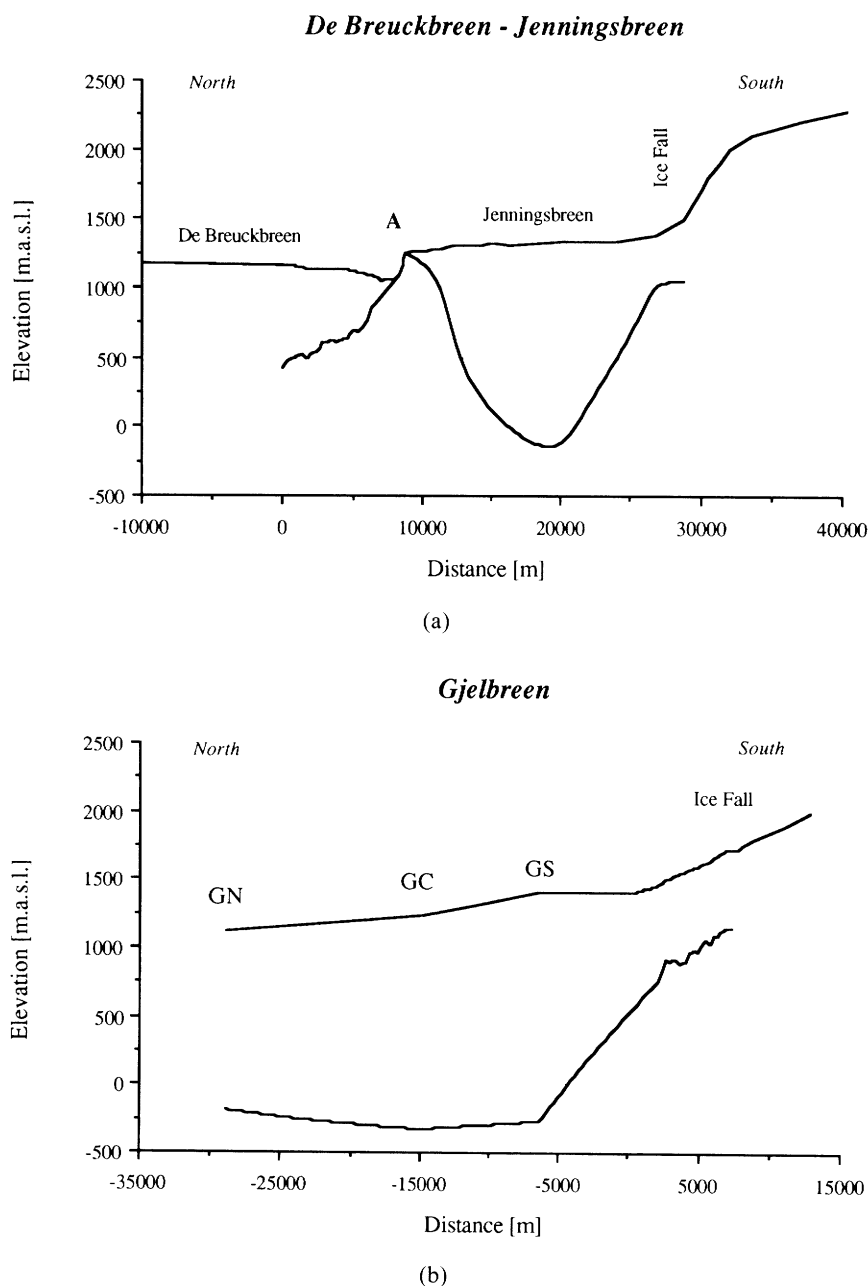 De Breuckbreen - Jenningsbreen
2500
2000
1500
1000
500
0
-500
Elevation [m.a.s.l.]
North
South
De Breuckbreen
A
Jenningsbreen
Ice Fall
-10000 0 10000 20000 30000 40000
Distance [m]
(a)
Gjelbreen
2500
2000
1500
1000
500
0
-500
Elevation [m.a.s.l.]
North
South
Ice Fall
GN
GC
GS
-35000 -25000 -15000 -5000 5000 15000
Distance [m]
(b)